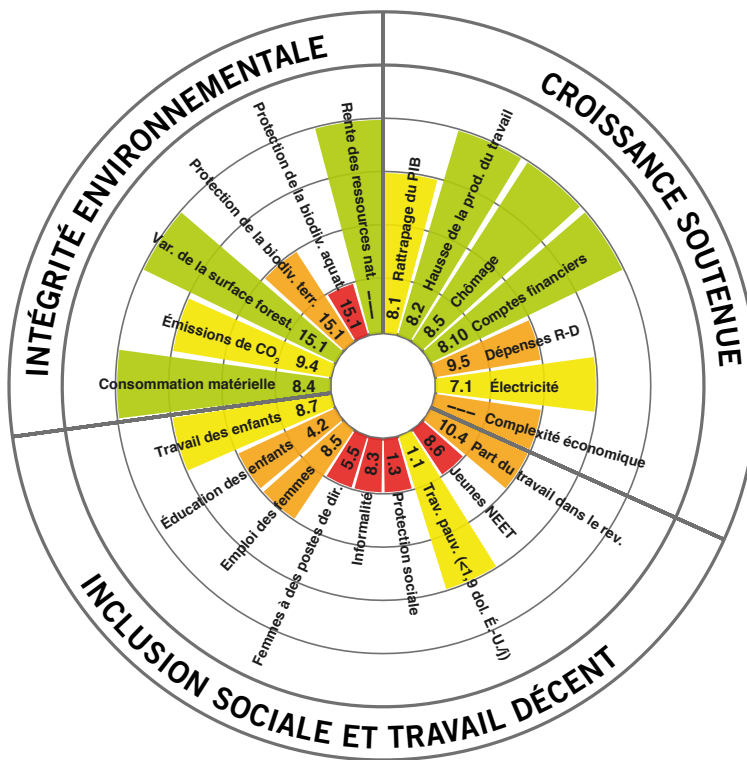 INTÉGRITÉ ENVIRONNEMENTALE
CROISSANCE SOUTENUE
INCLUSION SOCIALE ET TRAVAIL DÉCENT
8.1 Rattrapage du PIB
8.2 Hausse de la prod. du travail
8.5 Chômage
8.10 Comptes financiers
9.5 Dépenses R-D
7.1 Électricité
––– Complexité économique
10.4 Part du travail dans le rev.
8.6 Jeunes NEET
1.1 Trav. pauv. (<1,9 dol. É.-U./j)
1.3 Protection sociale
8.3 Informalité
5.5 Femmes à des postes de dir.
8.5 Emploi des femmes
4.2 Éducation des enfants
Travail des enfants 8.7
Consommation matérielle 8.4
Émissions de CO₂ 9.4
Var. de la surface forest. 15.1
Protection de la biodiv. terr. 15.1
Protection de la biodiv. aquat. 15.1
Rente des ressources nat. –––